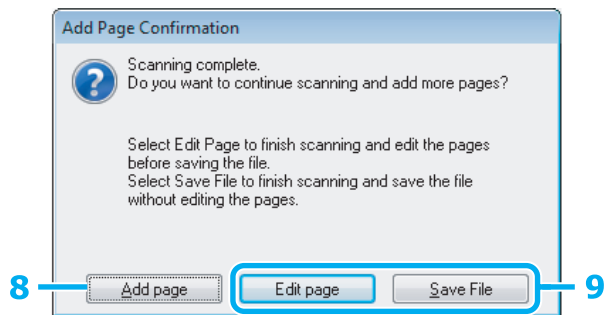 Add Page Confirmation
Scanning complete.
Do you want to continue scanning and add more pages?
Select Edit Page to finish scanning and edit the pages
before saving the file.
Select Save File to finish scanning and save the file
without editing the pages.
8 Add page Edit page Save File 9